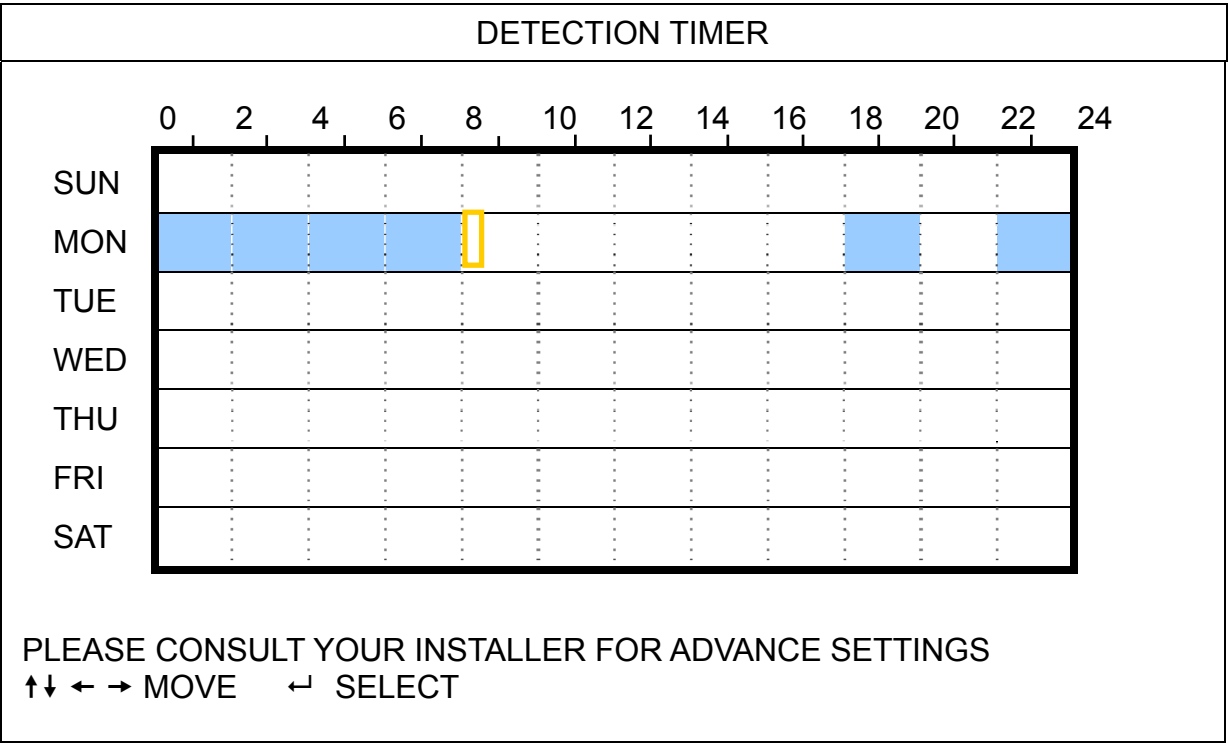 DETECTION TIMER
0 2 4 6 8 10 12 14 16 18 20 22 24
SUN
MON
TUE
WED
THU
FRI
SAT
PLEASE CONSULT YOUR INSTALLER FOR ADVANCE SETTINGS
↑↓ ← → MOVE ↵ SELECT